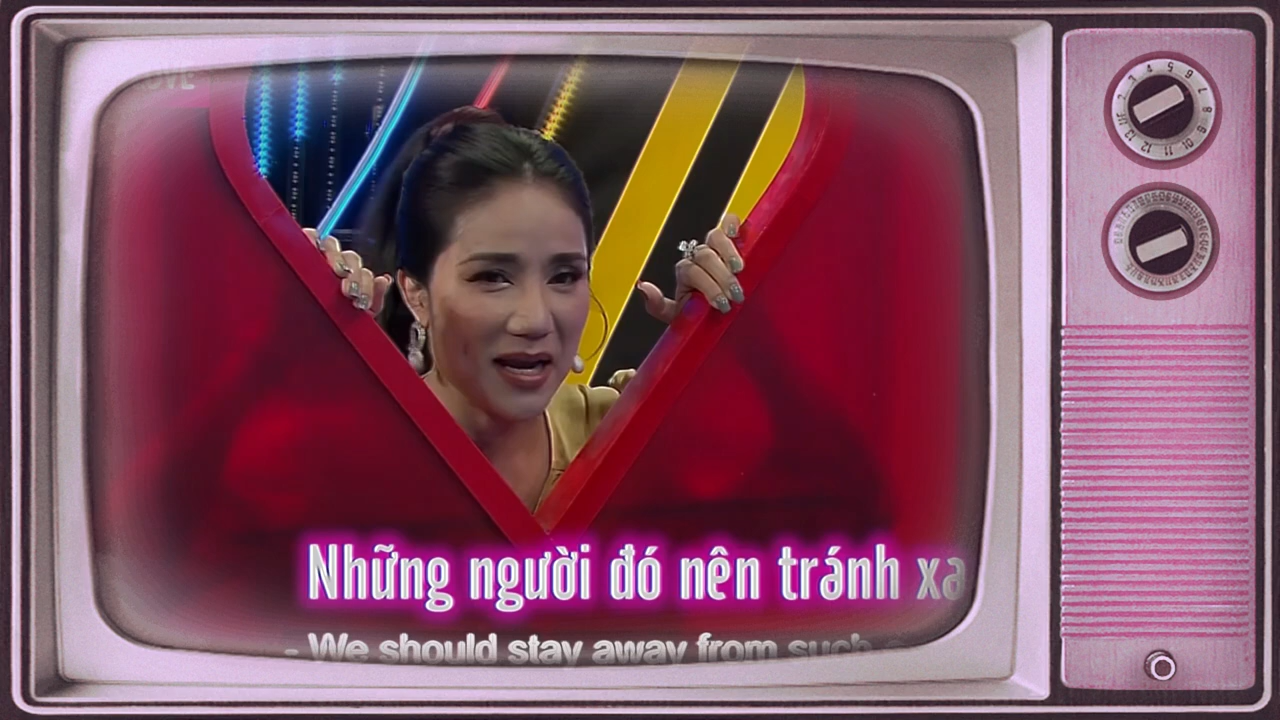 Những người đó nên tránh xa
- We should stay away from such